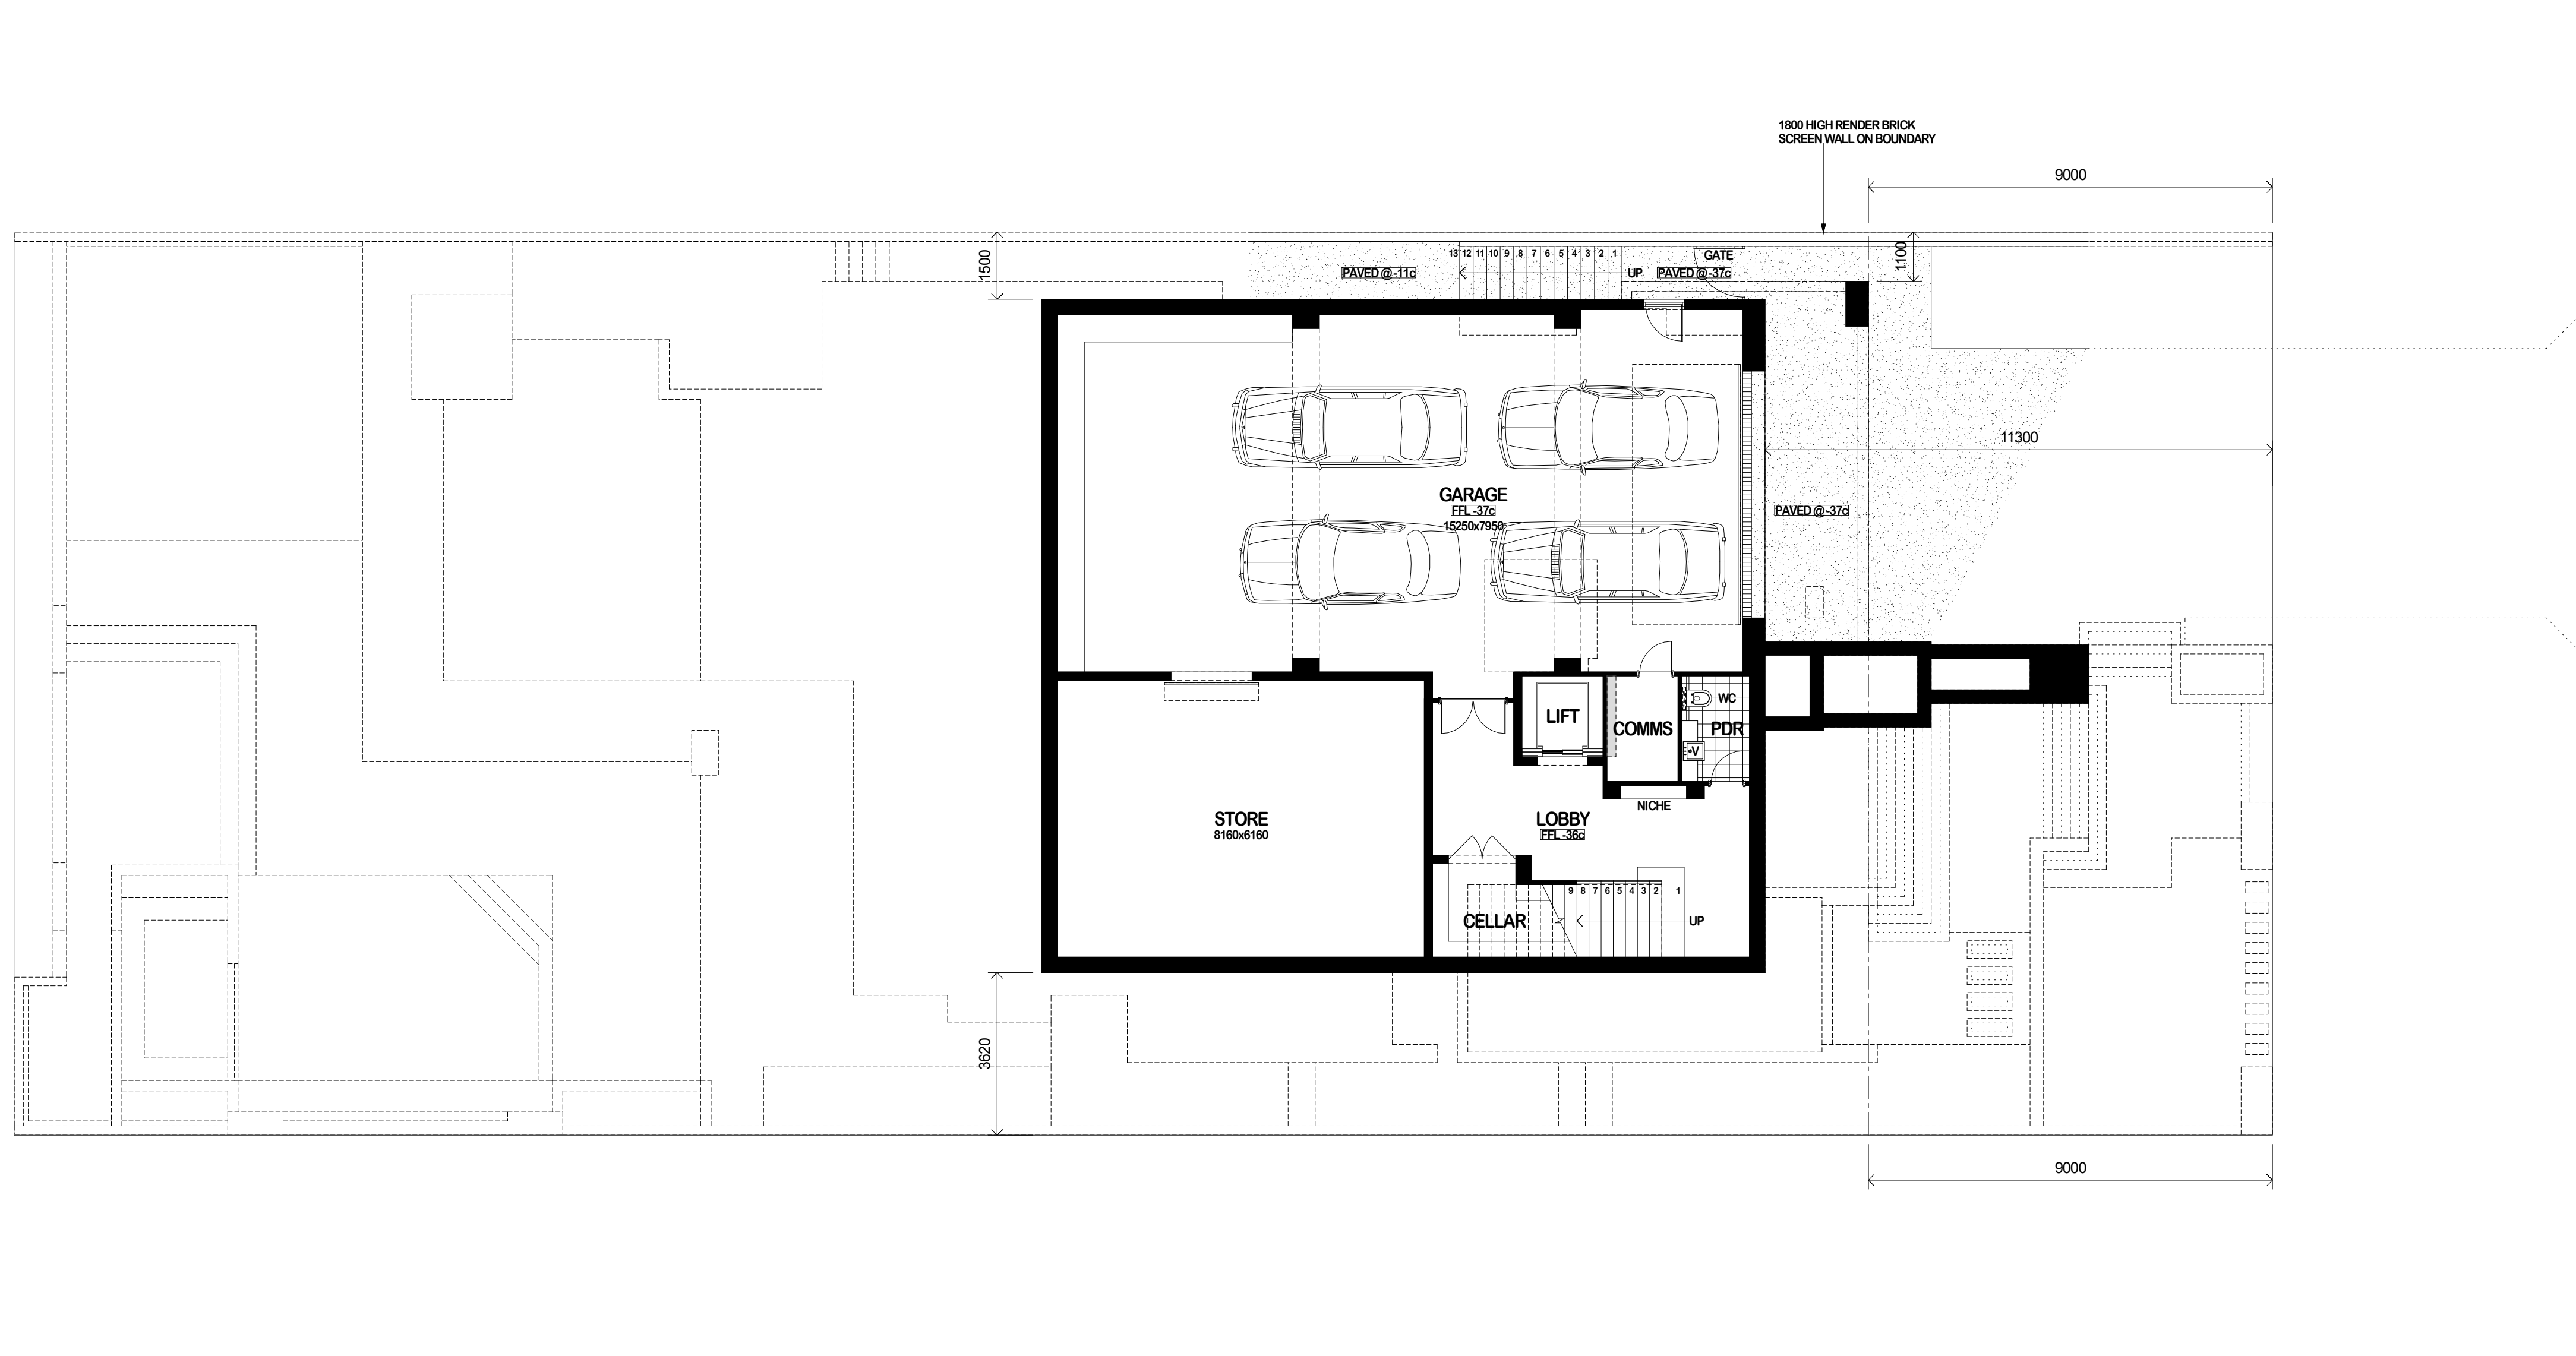 1800 HIGH RENDER BRICK
SCREEN WALL ON BOUNDARY
9000
1500
13 12 11 10 9 8 7 6 5 4 3 2 1
GATE
1100
PAVED @ -11c
UP
PAVED @ -37c
11300
GARAGE
FFL -37c
15250x7950
PAVED @ -37c
WC
LIFT
COMMS
PDR
V
NICHE
STORE
8160x6160
LOBBY
FFL -36c
9 8 7 6 5 4 3 2 1
CELLAR
UP
3620
9000